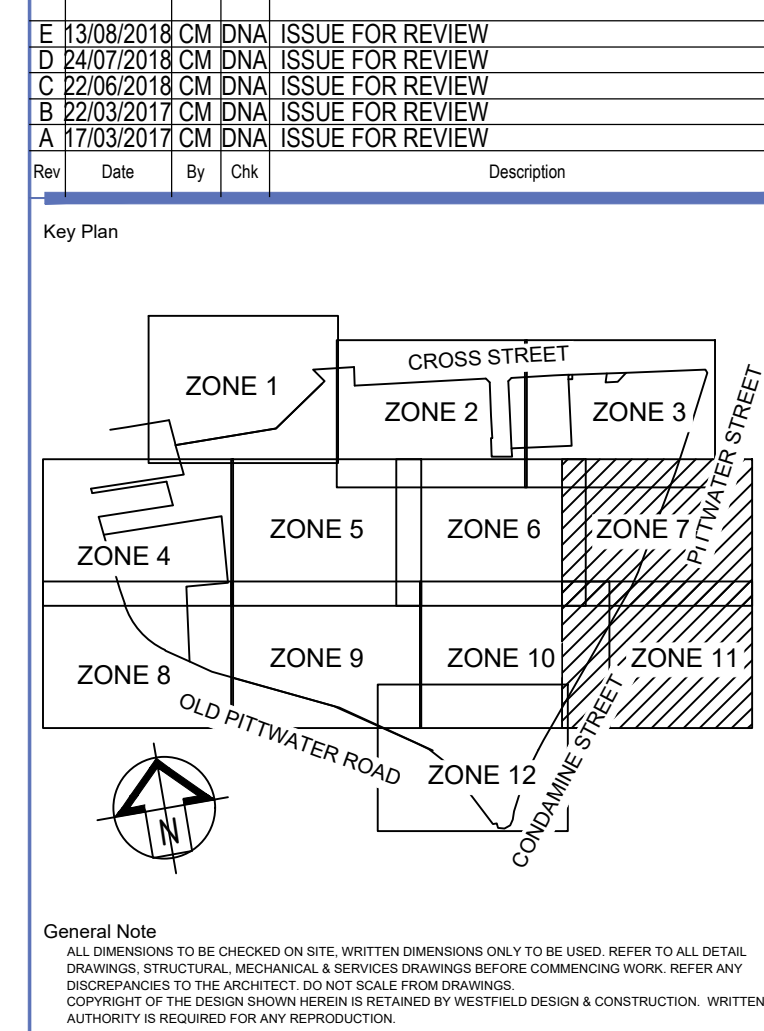 E 13/08/2018 CM DNA ISSUE FOR REVIEW
D 24/07/2018 CM DNA ISSUE FOR REVIEW
C 22/06/2018 CM DNA ISSUE FOR REVIEW
B 22/03/2017 CM DNA ISSUE FOR REVIEW
A 17/03/2017 CM DNA ISSUE FOR REVIEW
Rev Date By Chk Description
Key Plan
CROSS STREET
ZONE 1
ZONE 2
ZONE 3
PITTWATER STREET
ZONE 4
ZONE 5
ZONE 6
ZONE 7
ZONE 8
ZONE 9
ZONE 10
ZONE 11
OLD PITTWATER ROAD
ZONE 12
CONDAMINE STREET
N
General Note
ALL DIMENSIONS TO BE CHECKED ON SITE, WRITTEN DIMENSIONS ONLY TO BE USED. REFER TO ALL DETAIL
DRAWINGS, STRUCTURAL, MECHANICAL & SERVICES DRAWINGS BEFORE COMMENCING WORK. REFER ANY
DISCREPANCIES TO THE ARCHITECT. DO NOT SCALE FROM DRAWINGS.
COPYRIGHT OF THE DESIGN SHOWN HEREIN IS RETAINED BY WESTFIELD DESIGN & CONSTRUCTION. WRITTEN
AUTHORITY IS REQUIRED FOR ANY REPRODUCTION.